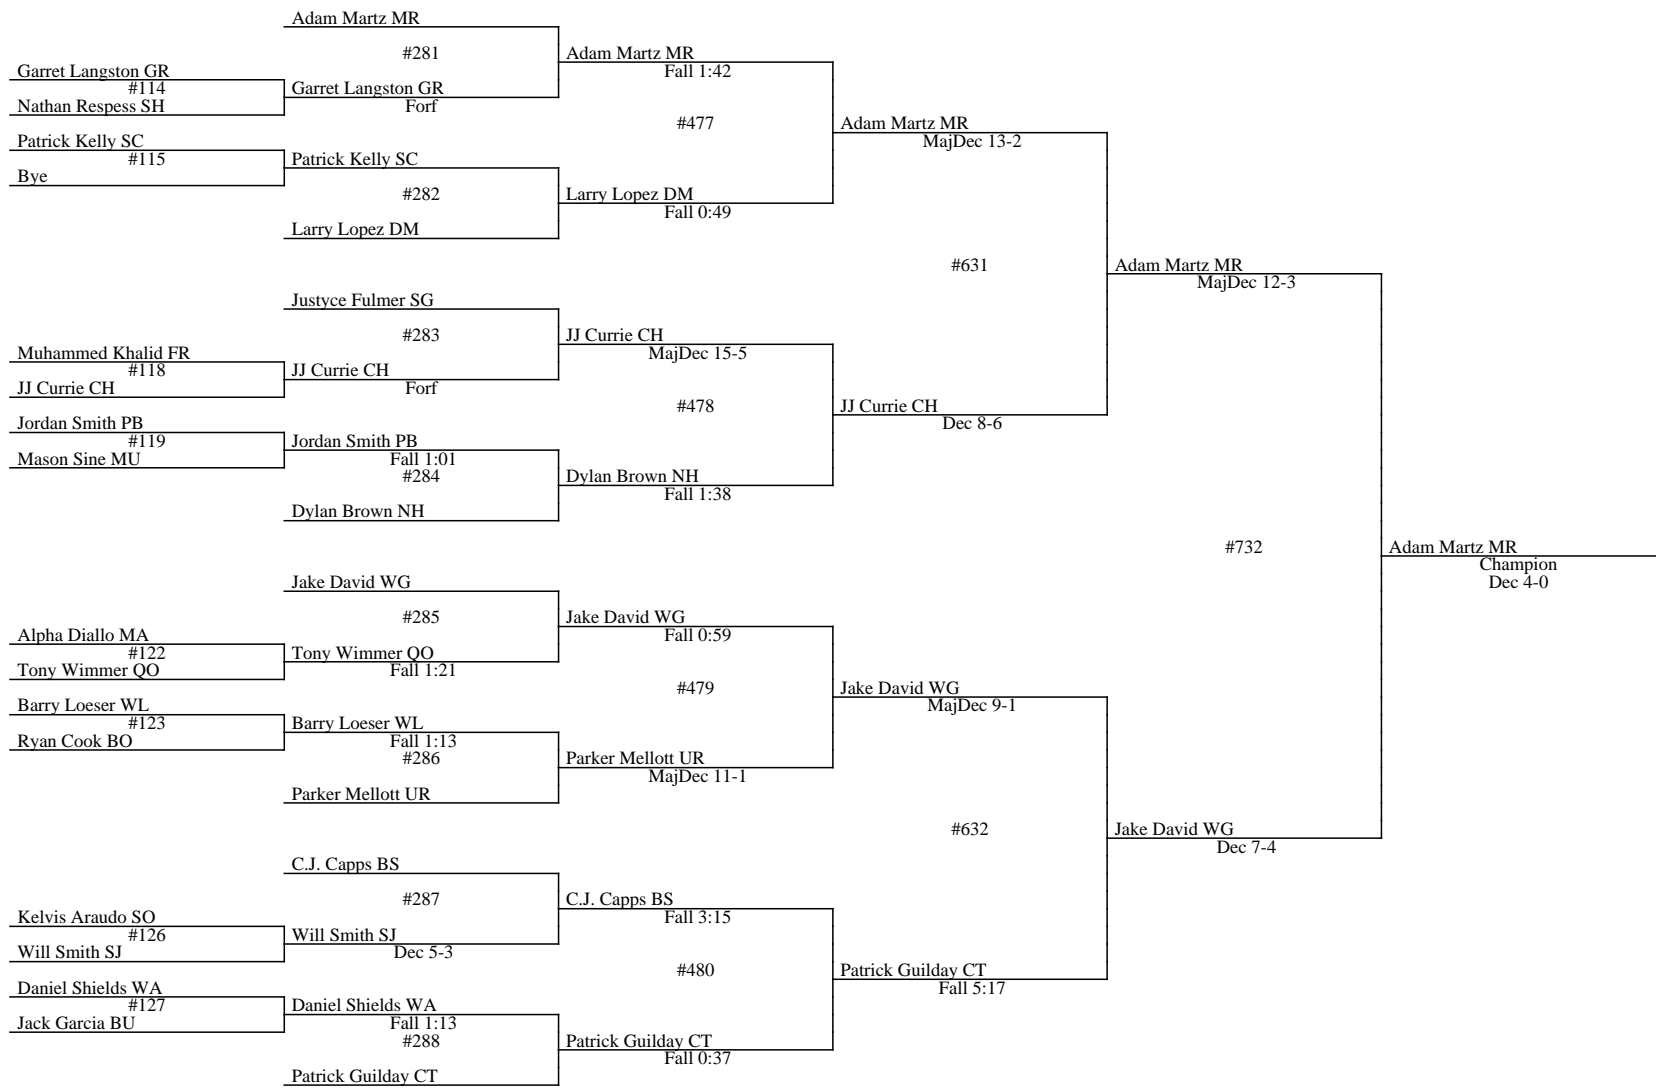 Adam Martz MR
#281
Adam Martz MR
Fall 1:42
Garret Langston GR
#114
Garret Langston GR
Forf
Nathan Respess SH
#477
Adam Martz MR
MajDec 13-2
Patrick Kelly SC
#115
Patrick Kelly SC
Bye
#282
Larry Lopez DM
Fall 0:49
Larry Lopez DM
#631
Adam Martz MR
MajDec 12-3
Justyce Fulmer SG
#283
JJ Currie CH
MajDec 15-5
Muhammed Khalid FR
#118
JJ Currie CH
Forf
JJ Currie CH
#478
JJ Currie CH
Dec 8-6
Jordan Smith PB
#119
Jordan Smith PB
Fall 1:01
Mason Sine MU
#284
Dylan Brown NH
Fall 1:38
Dylan Brown NH
#732
Adam Martz MR
Champion
Dec 4-0
Jake David WG
#285
Jake David WG
Fall 0:59
Alpha Diallo MA
#122
Tony Wimmer QO
Fall 1:21
Tony Wimmer QO
#479
Jake David WG
MajDec 9-1
Barry Loeser WL
#123
Barry Loeser WL
Fall 1:13
Ryan Cook BO
#286
Parker Mellott UR
MajDec 11-1
Parker Mellott UR
#632
Jake David WG
Dec 7-4
C.J. Capps BS
#287
C.J. Capps BS
Fall 3:15
Kelvis Araudo SO
#126
Will Smith SJ
Dec 5-3
Will Smith SJ
#480
Patrick Guilday CT
Fall 5:17
Daniel Shields WA
#127
Daniel Shields WA
Fall 1:13
Jack Garcia BU
#288
Patrick Guilday CT
Fall 0:37
Patrick Guilday CT